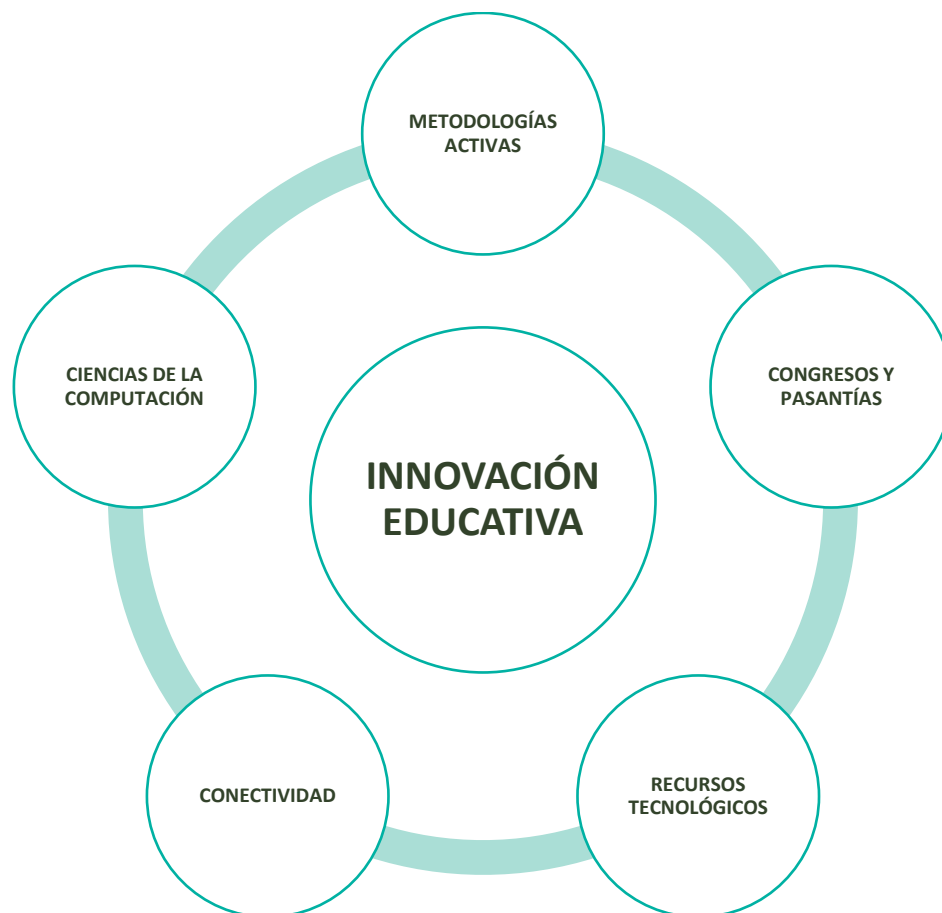 METODOLOGÍAS
ACTIVAS
CONGRESOS Y
PASANTÍAS
RECURSOS
TECNOLÓGICOS
CONECTIVIDAD
CIENCIAS DE LA
COMPUTACIÓN
INNOVACIÓN
EDUCATIVA